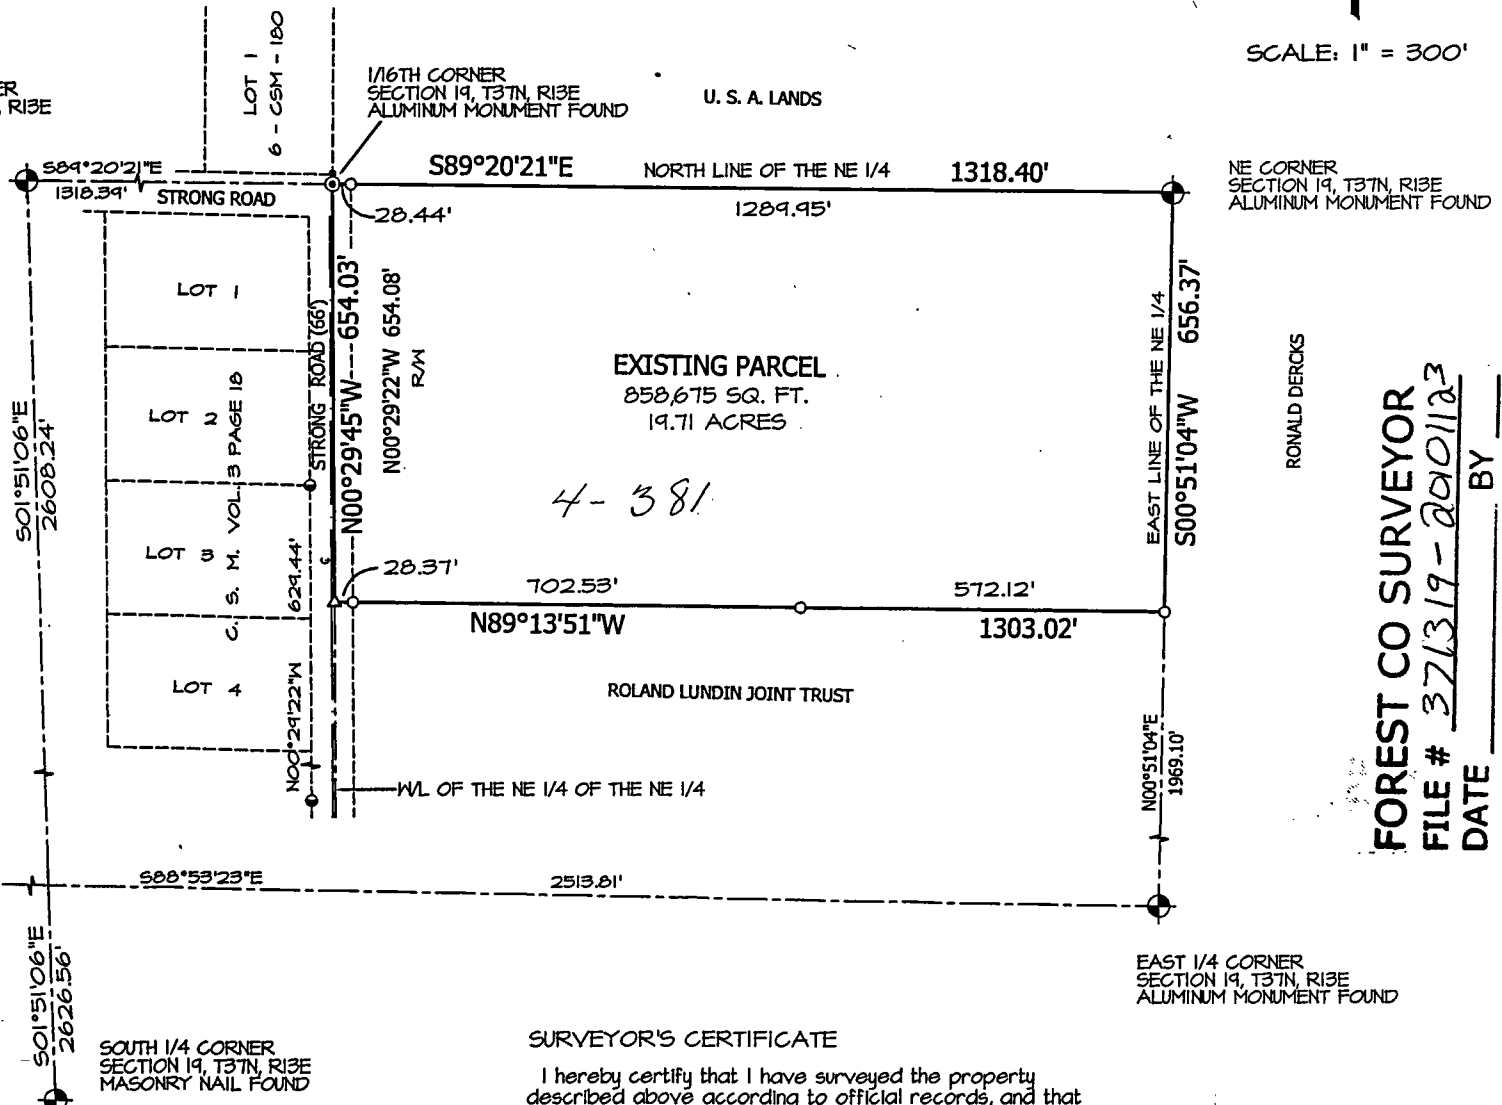 SCALE: 1" = 300'
LOT 1
6 - CSM - 180
ER
, R13E
1/16TH CORNER
SECTION 19, T37N, R13E
ALUMINUM MONUMENT FOUND
U. S. A. LANDS
S89°20'21"E
1318.39'
STRONG ROAD
S89°20'21"E
NORTH LINE OF THE NE 1/4
1318.40'
28.44'
1289.95'
NE CORNER
SECTION 19, T37N, R13E
ALUMINUM MONUMENT FOUND
LOT 1
LOT 2
LOT 3
LOT 4
C. S. M. VOL. 3 PAGE 18
STRONG ROAD (66')
N00°29'45"W 654.03'
N00°29'22"W 654.08'
R/W
EXISTING PARCEL
858,675 SQ. FT.
19.71 ACRES
4 - 381
EAST LINE OF THE NE 1/4
S00°51'04"W 656.37'
RONALD DERCKS
S01°51'06"E
2608.24'
629.44'
N00°29'22"W
28.37'
702.53'
572.12'
N89°13'51"W
1303.02'
ROLAND LUNDIN JOINT TRUST
W/L OF THE NE 1/4 OF THE NE 1/4
N00°51'04"E
1969.10'
FOREST CO SURVEYOR
FILE # 371319-20101123
DATE BY
S88°53'23"E
2513.81'
S01°51'06"E
2626.56'
EAST 1/4 CORNER
SECTION 19, T37N, R13E
ALUMINUM MONUMENT FOUND
SOUTH 1/4 CORNER
SECTION 19, T37N, R13E
MASONRY NAIL FOUND
SURVEYOR'S CERTIFICATE
I hereby certify that I have surveyed the property
described above according to official records, and that